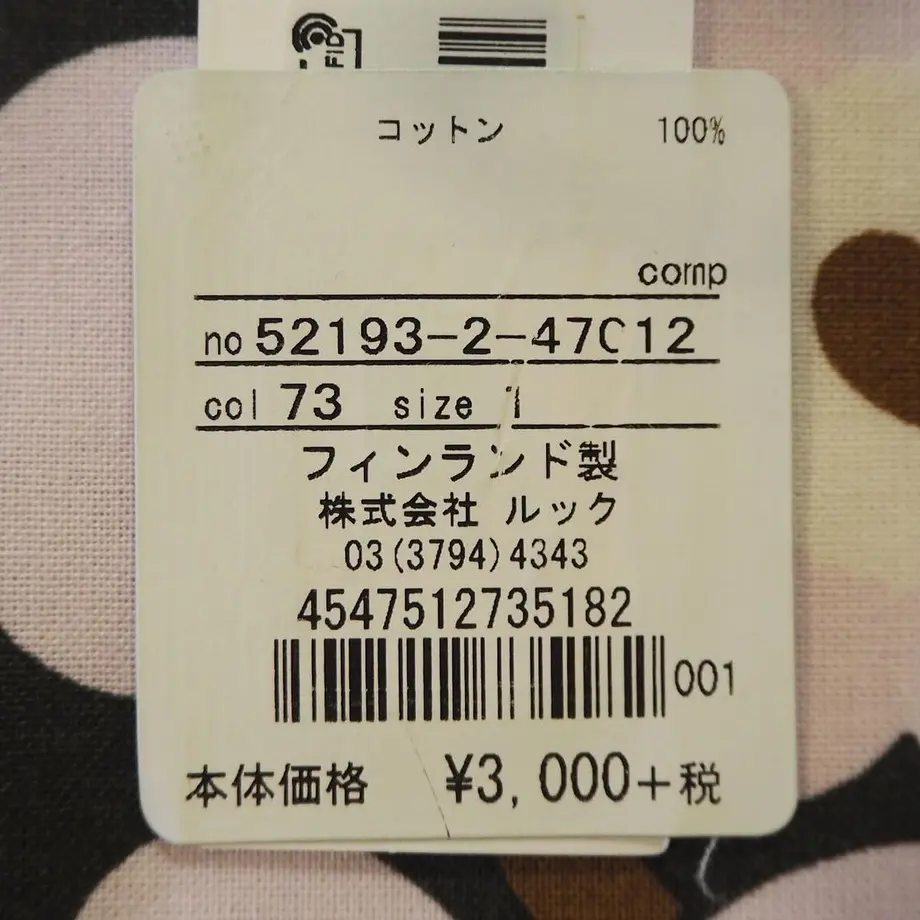 コットン 100%
comp
no 52193-2-47012
col 73 size 1
フィンランド製
株式会社 ルック
03(3794)4343
4547512735182
001
本体価格 ¥3,000+税